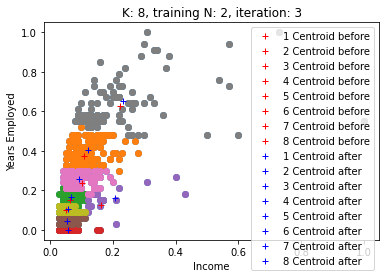 K: 8, training N: 2, iteration: 3
1.0
0.8
0.6
0.4
0.2
0.0
Years Employed
0.0 0.2 0.4 0.6 0.8 1.0
Income
1 Centroid before
2 Centroid before
3 Centroid before
4 Centroid before
5 Centroid before
6 Centroid before
7 Centroid before
8 Centroid before
1 Centroid after
2 Centroid after
3 Centroid after
4 Centroid after
5 Centroid after
6 Centroid after
7 Centroid after
8 Centroid after